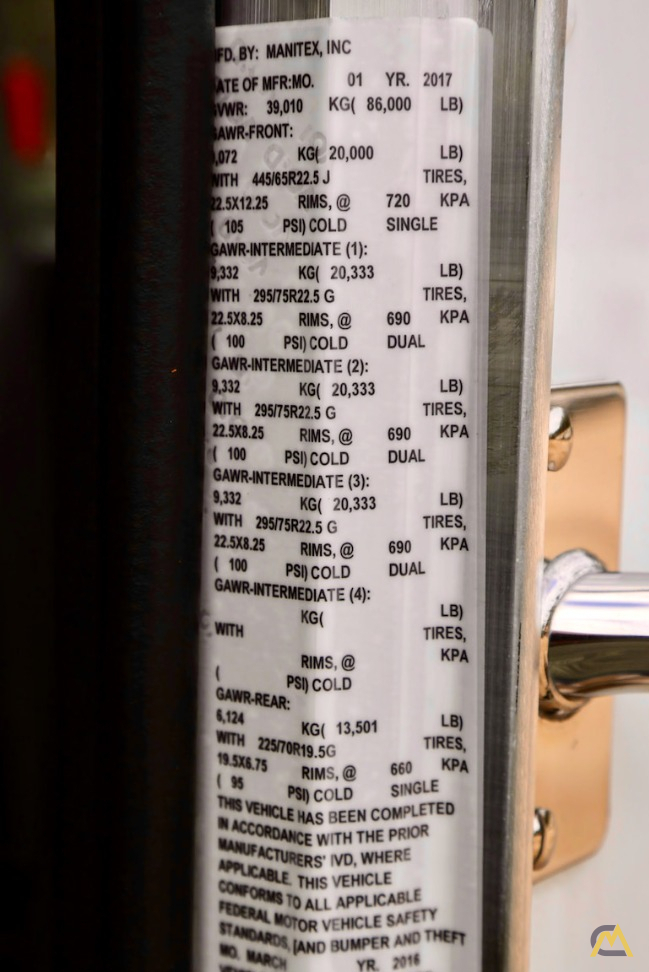 MFD. BY: MANITEX, INC
DATE OF MFR:MO. 01 YR. 2017
GVWR: 39,010 KG( 86,000 LB)
GAWR-FRONT:
9,072 KG( 20,000 LB)
WITH 445/65R22.5 J TIRES,
22.5X12.25 RIMS, @ 720 KPA
( 105 PSI) COLD SINGLE
GAWR-INTERMEDIATE (1):
9,332 KG( 20,333 LB)
WITH 295/75R22.5 G TIRES,
22.5X8.25 RIMS, @ 690 KPA
( 100 PSI) COLD DUAL
GAWR-INTERMEDIATE (2):
9,332 KG( 20,333 LB)
WITH 295/75R22.5 G TIRES,
22.5X8.25 RIMS, @ 690 KPA
( 100 PSI) COLD DUAL
GAWR-INTERMEDIATE (3):
9,332 KG( 20,333 LB)
WITH 295/75R22.5 G TIRES,
22.5X8.25 RIMS, @ 690 KPA
( 100 PSI) COLD DUAL
GAWR-INTERMEDIATE (4):
KG( LB)
WITH TIRES,
RIMS, @ KPA
( PSI) COLD
GAWR-REAR:
6,124 KG( 13,501 LB)
WITH 225/70R19.5G TIRES,
19.5X6.75 RIMS, @ 660 KPA
( 95 PSI) COLD SINGLE
THIS VEHICLE HAS BEEN COMPLETED
IN ACCORDANCE WITH THE PRIOR
MANUFACTURERS' IVD, WHERE
APPLICABLE. THIS VEHICLE
CONFORMS TO ALL APPLICABLE
FEDERAL MOTOR VEHICLE SAFETY
STANDARDS, [AND BUMPER AND THEFT
MO. MARCH YR. 2016